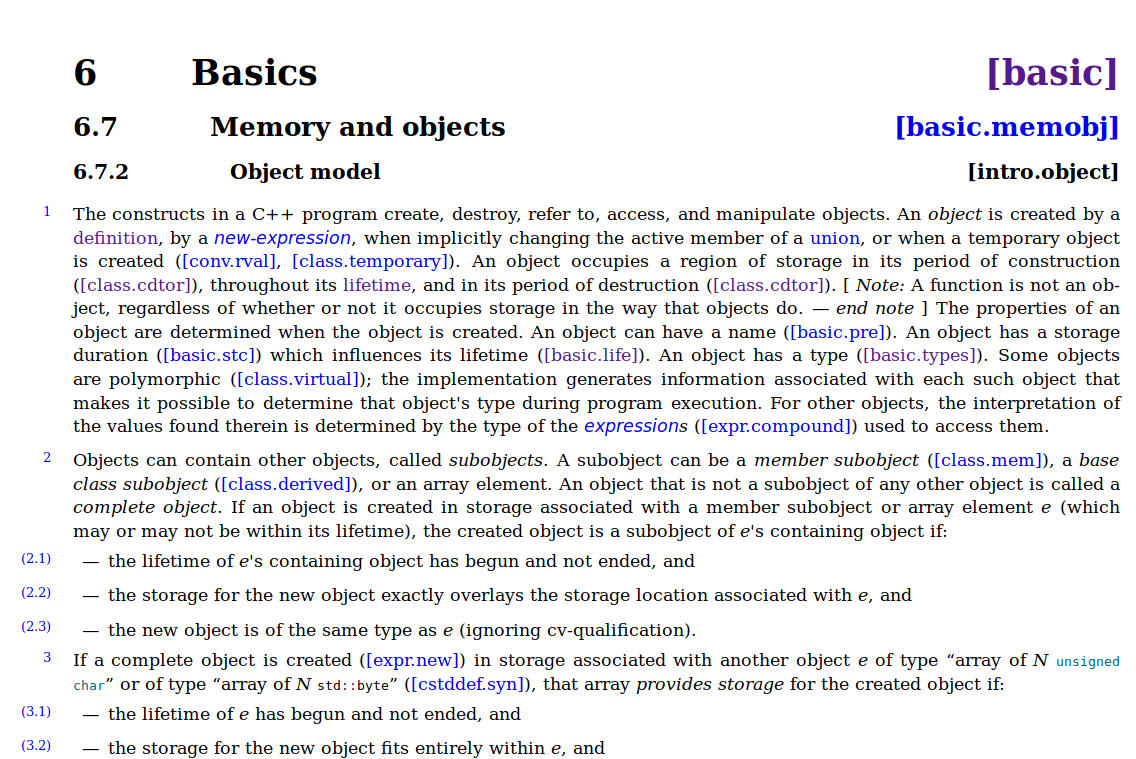 6 Basics [basic]
6.7 Memory and objects [basic.memobj]
6.7.2 Object model [intro.object]
1 The constructs in a C++ program create, destroy, refer to, access, and manipulate objects. An object is created by a
definition, by a new-expression, when implicitly changing the active member of a union, or when a temporary object
is created ([conv.rval], [class.temporary]). An object occupies a region of storage in its period of construction
([class.cdtor]), throughout its lifetime, and in its period of destruction ([class.cdtor]). [ Note: A function is not an ob-
ject, regardless of whether or not it occupies storage in the way that objects do. — end note ] The properties of an
object are determined when the object is created. An object can have a name ([basic.pre]). An object has a storage
duration ([basic.stc]) which influences its lifetime ([basic.life]). An object has a type ([basic.types]). Some objects
are polymorphic ([class.virtual]); the implementation generates information associated with each such object that
makes it possible to determine that object's type during program execution. For other objects, the interpretation of
the values found therein is determined by the type of the expressions ([expr.compound]) used to access them.
2 Objects can contain other objects, called subobjects. A subobject can be a member subobject ([class.mem]), a base
class subobject ([class.derived]), or an array element. An object that is not a subobject of any other object is called a
complete object. If an object is created in storage associated with a member subobject or array element e (which
may or may not be within its lifetime), the created object is a subobject of e's containing object if:
(2.1) — the lifetime of e's containing object has begun and not ended, and
(2.2) — the storage for the new object exactly overlays the storage location associated with e, and
(2.3) — the new object is of the same type as e (ignoring cv-qualification).
3 If a complete object is created ([expr.new]) in storage associated with another object e of type “array of N unsigned
char” or of type “array of N std::byte” ([cstddef.syn]), that array provides storage for the created object if:
(3.1) — the lifetime of e has begun and not ended, and
(3.2) — the storage for the new object fits entirely within e, and